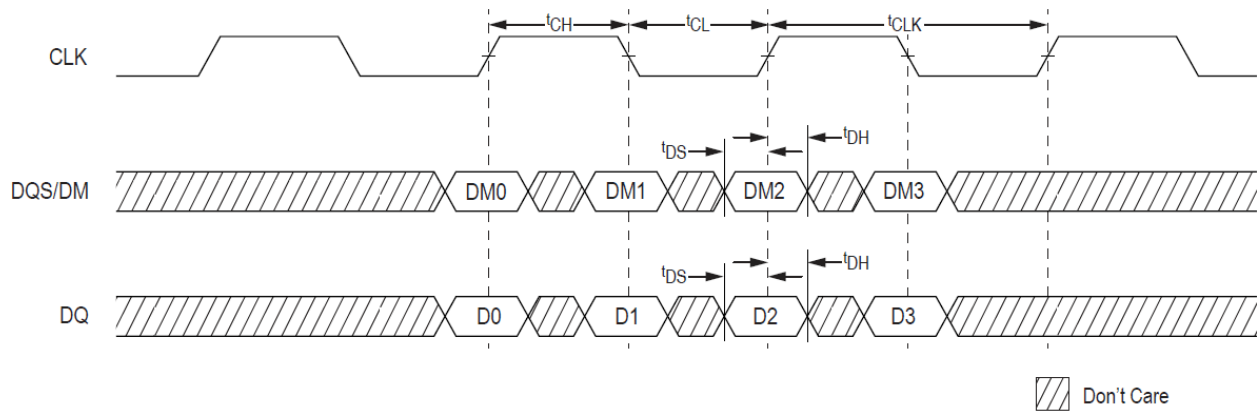 tCH tCL tCLK
CLK
tDS tDH
DQS/DM DM0 DM1 DM2 DM3
tDS tDH
DQ D0 D1 D2 D3
Don't Care